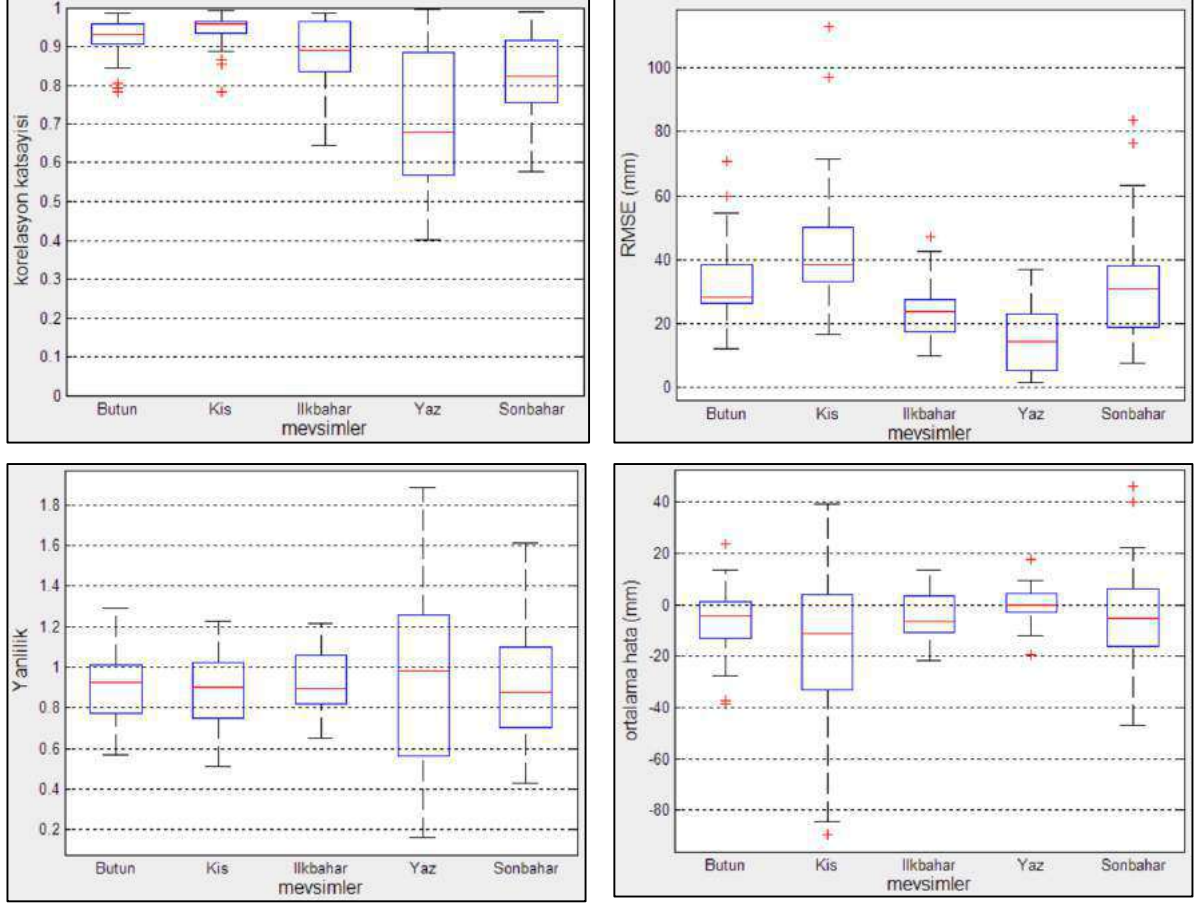 korelasyon katsayisi
1
0.9
0.8
0.7
0.6
0.5
0.4
0.3
0.2
0.1
0
Butun Kis Ilkbahar Yaz Sonbahar
mevsimler
RMSE (mm)
100
80
60
40
20
0
Butun Kis Ilkbahar Yaz Sonbahar
mevsimler
Yanlilik
1.8
1.6
1.4
1.2
1
0.8
0.6
0.4
0.2
Butun Kis Ilkbahar Yaz Sonbahar
mevsimler
ortalama hata (mm)
40
20
0
-20
-40
-60
-80
Butun Kis Ilkbahar Yaz Sonbahar
mevsimler